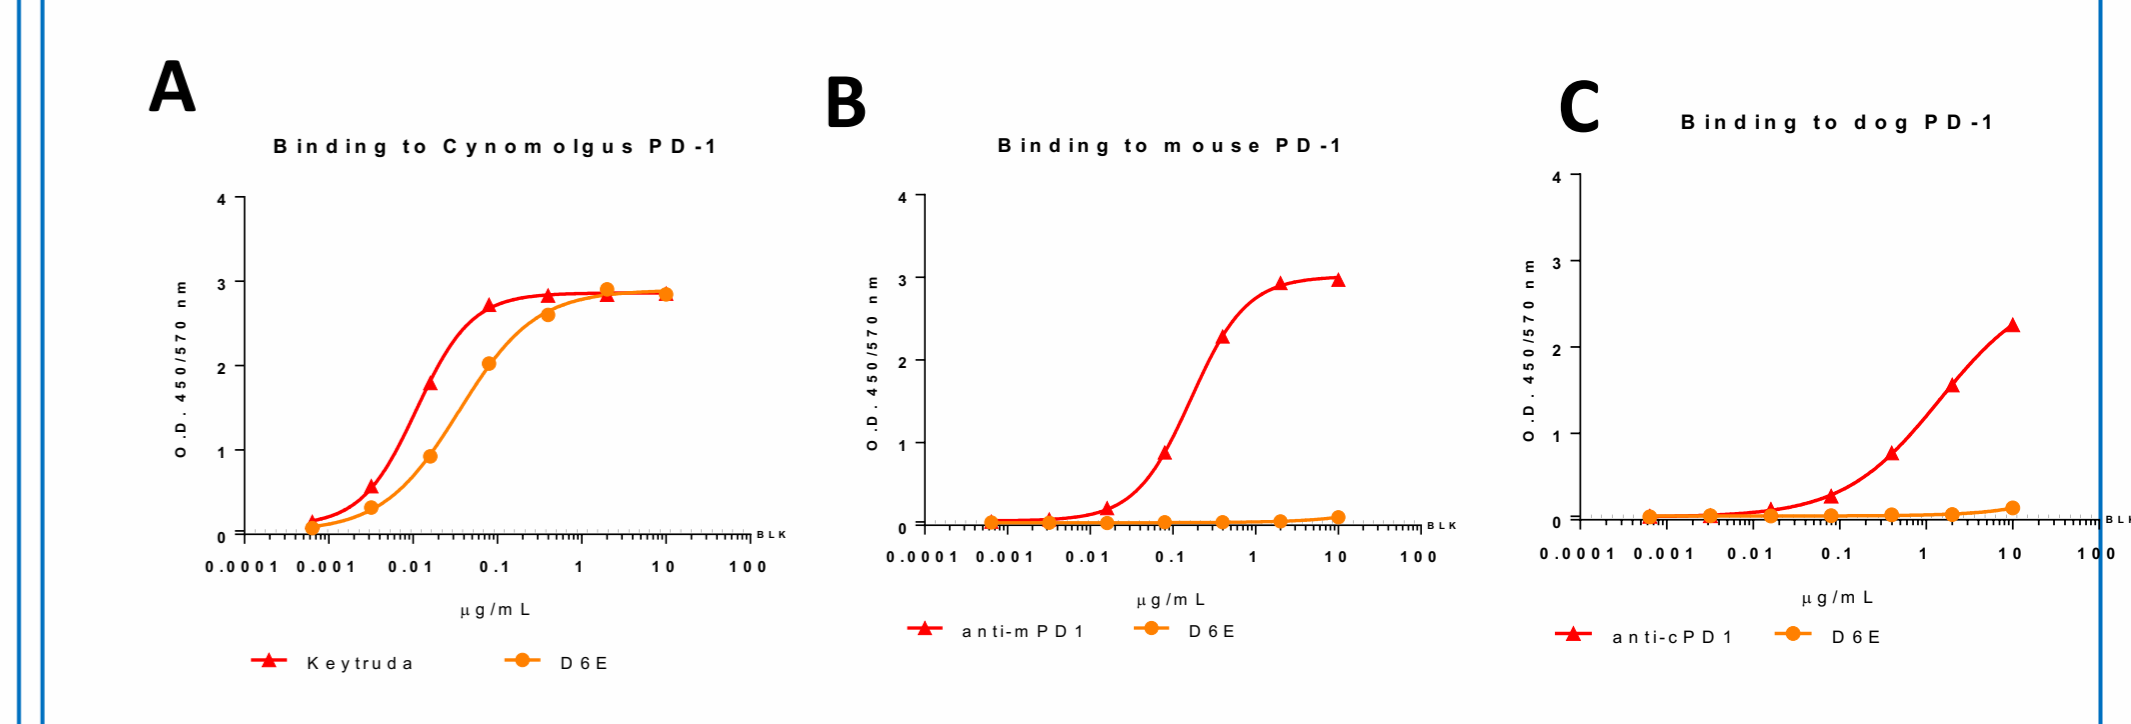 A
Binding to Cynomolgus PD-1
4
3
2
1
0
O.D. 450/570 nm
BLK
0.0001 0.001 0.01 0.1 1 10 100
µg/mL
Keytruda D6E
B
Binding to mouse PD-1
4
3
2
1
0
O.D. 450/570 nm
BLK
0.0001 0.001 0.01 0.1 1 10 100
µg/mL
anti-mPD1 D6E
C
Binding to dog PD-1
4
3
2
1
0
O.D. 450/570 nm
BLK
0.0001 0.001 0.01 0.1 1 10 100
µg/mL
anti-cPD1 D6E